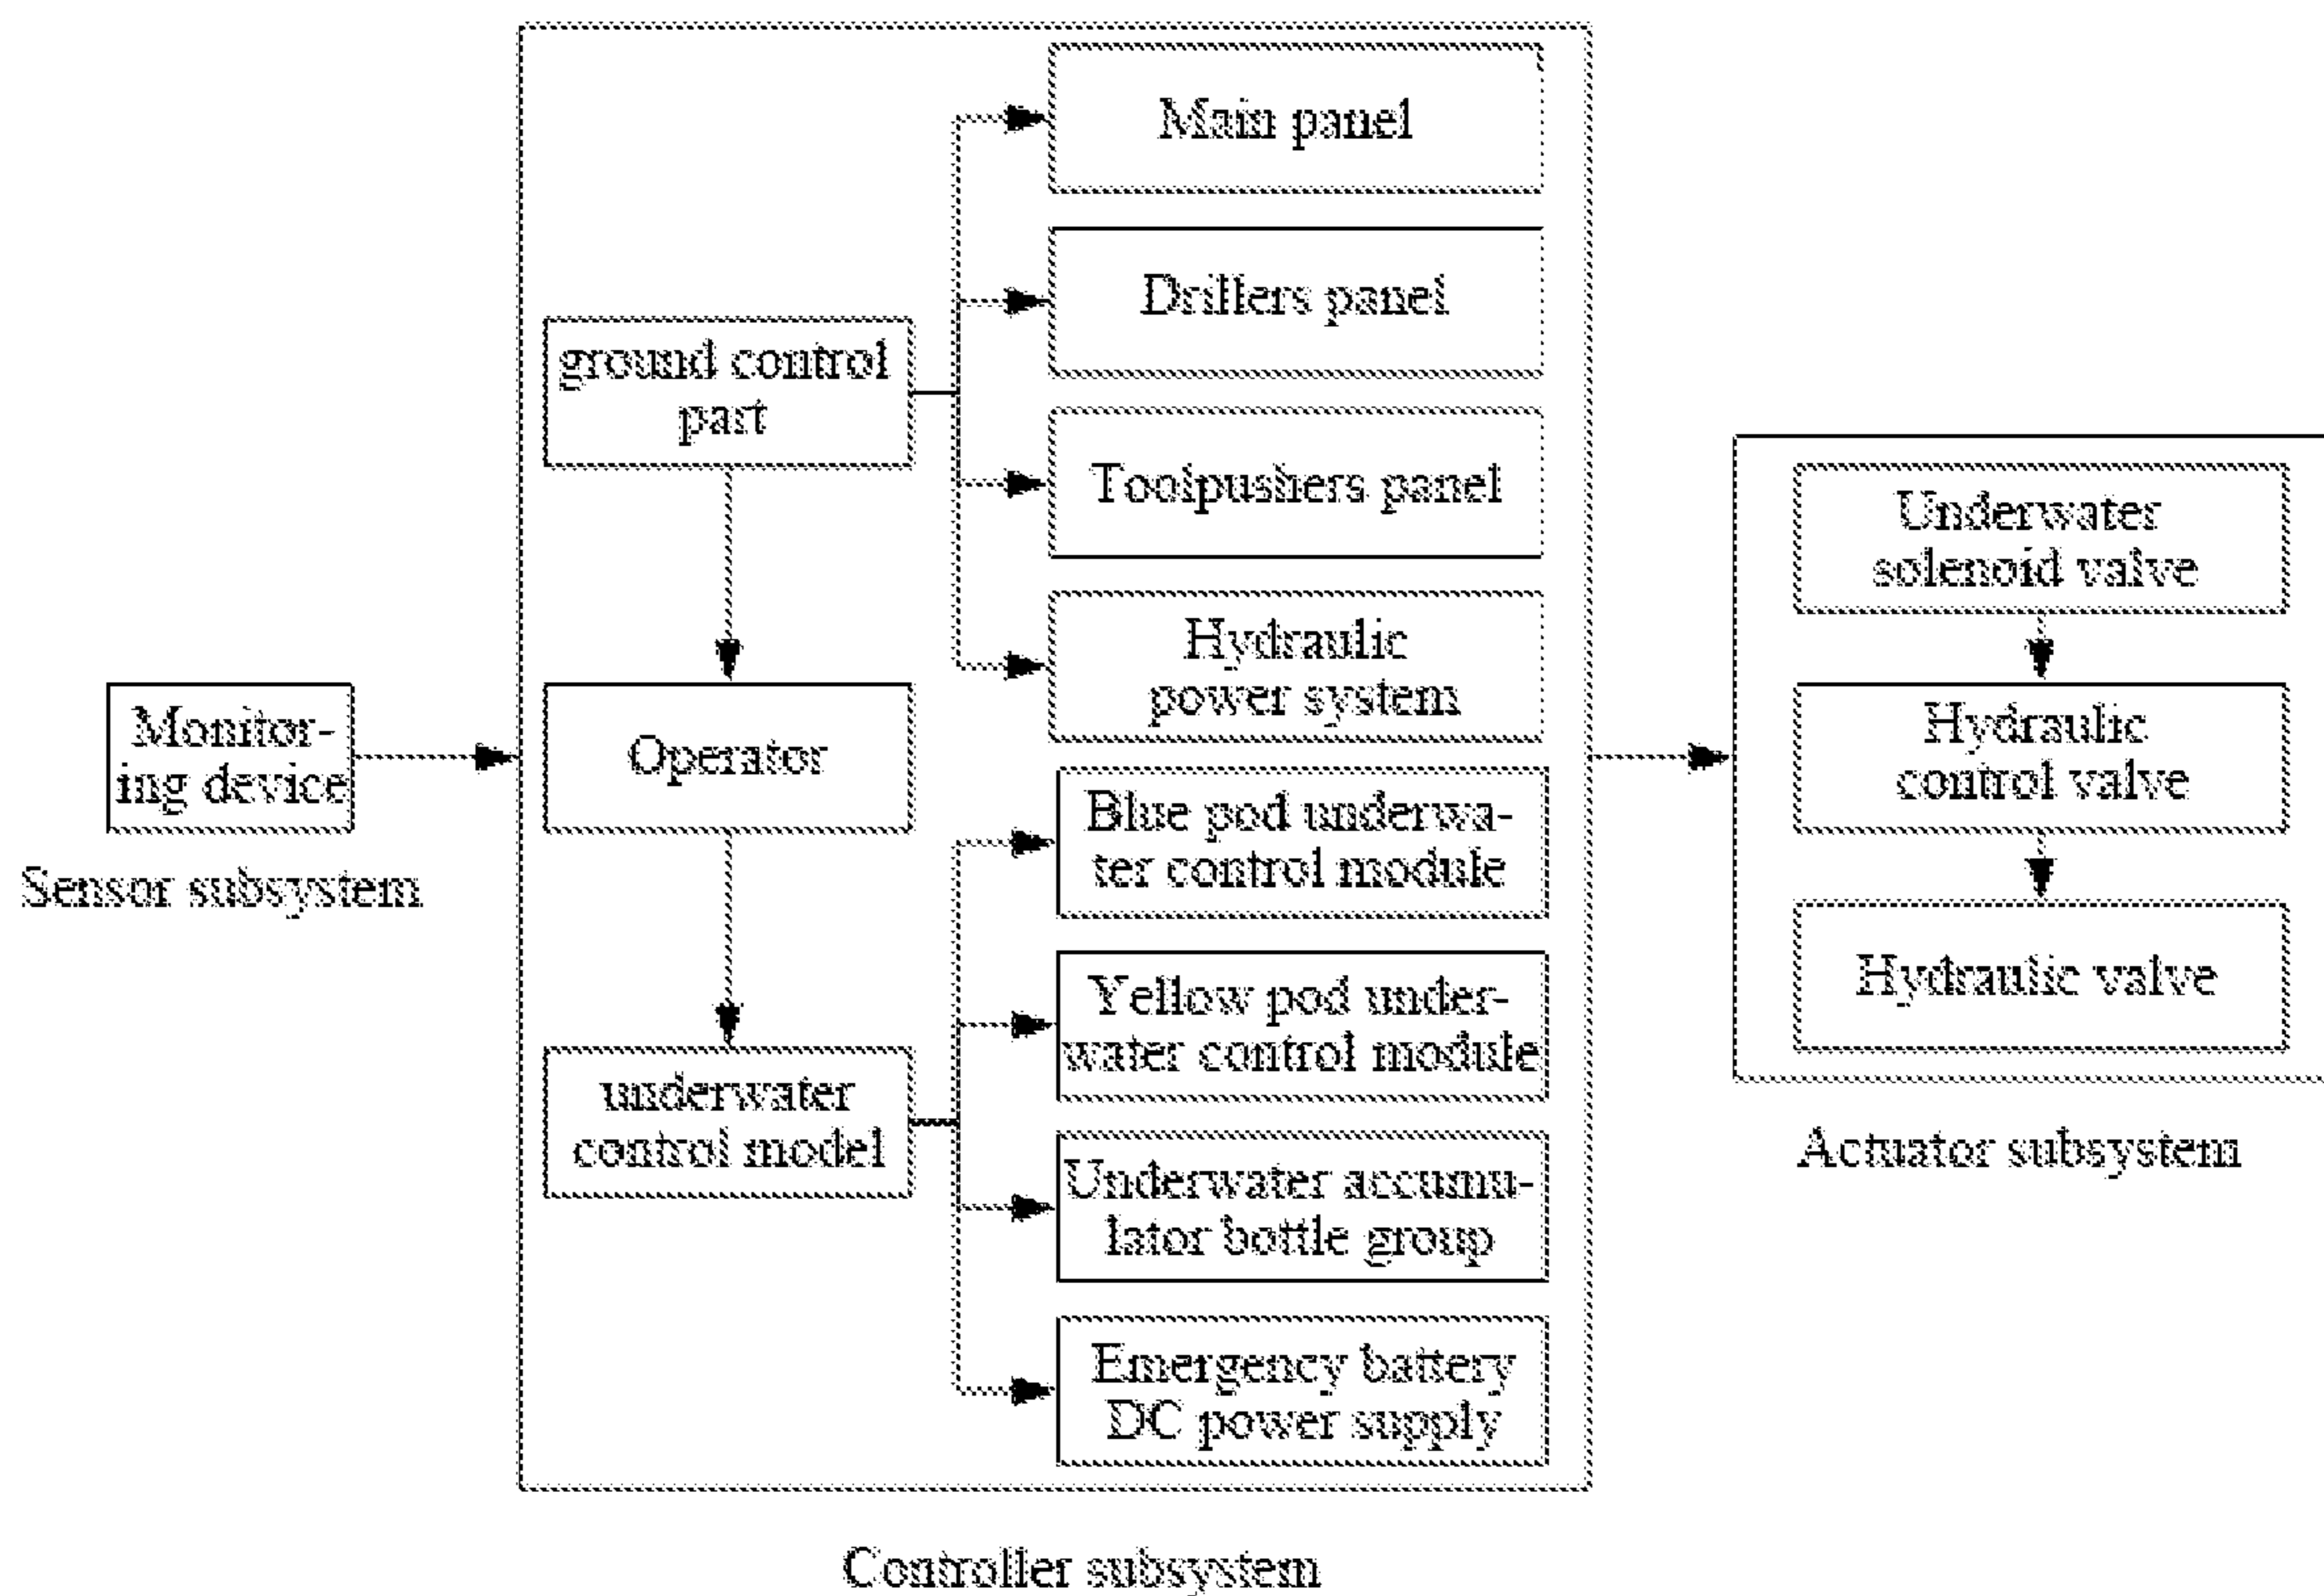 Monitor-
ing device
Sensor subsystem
ground control
part
Operator
underwater
control model
Main panel
Drillers panel
Toolpushers panel
Hydraulic
power system
Blue pod underwa-
ter control module
Yellow pod under-
water control module
Underwater accumu-
lator bottle group
Emergency battery
DC power supply
Controller subsystem
Underwater
solenoid valve
Hydraulic
control valve
Hydraulic valve
Actuator subsystem